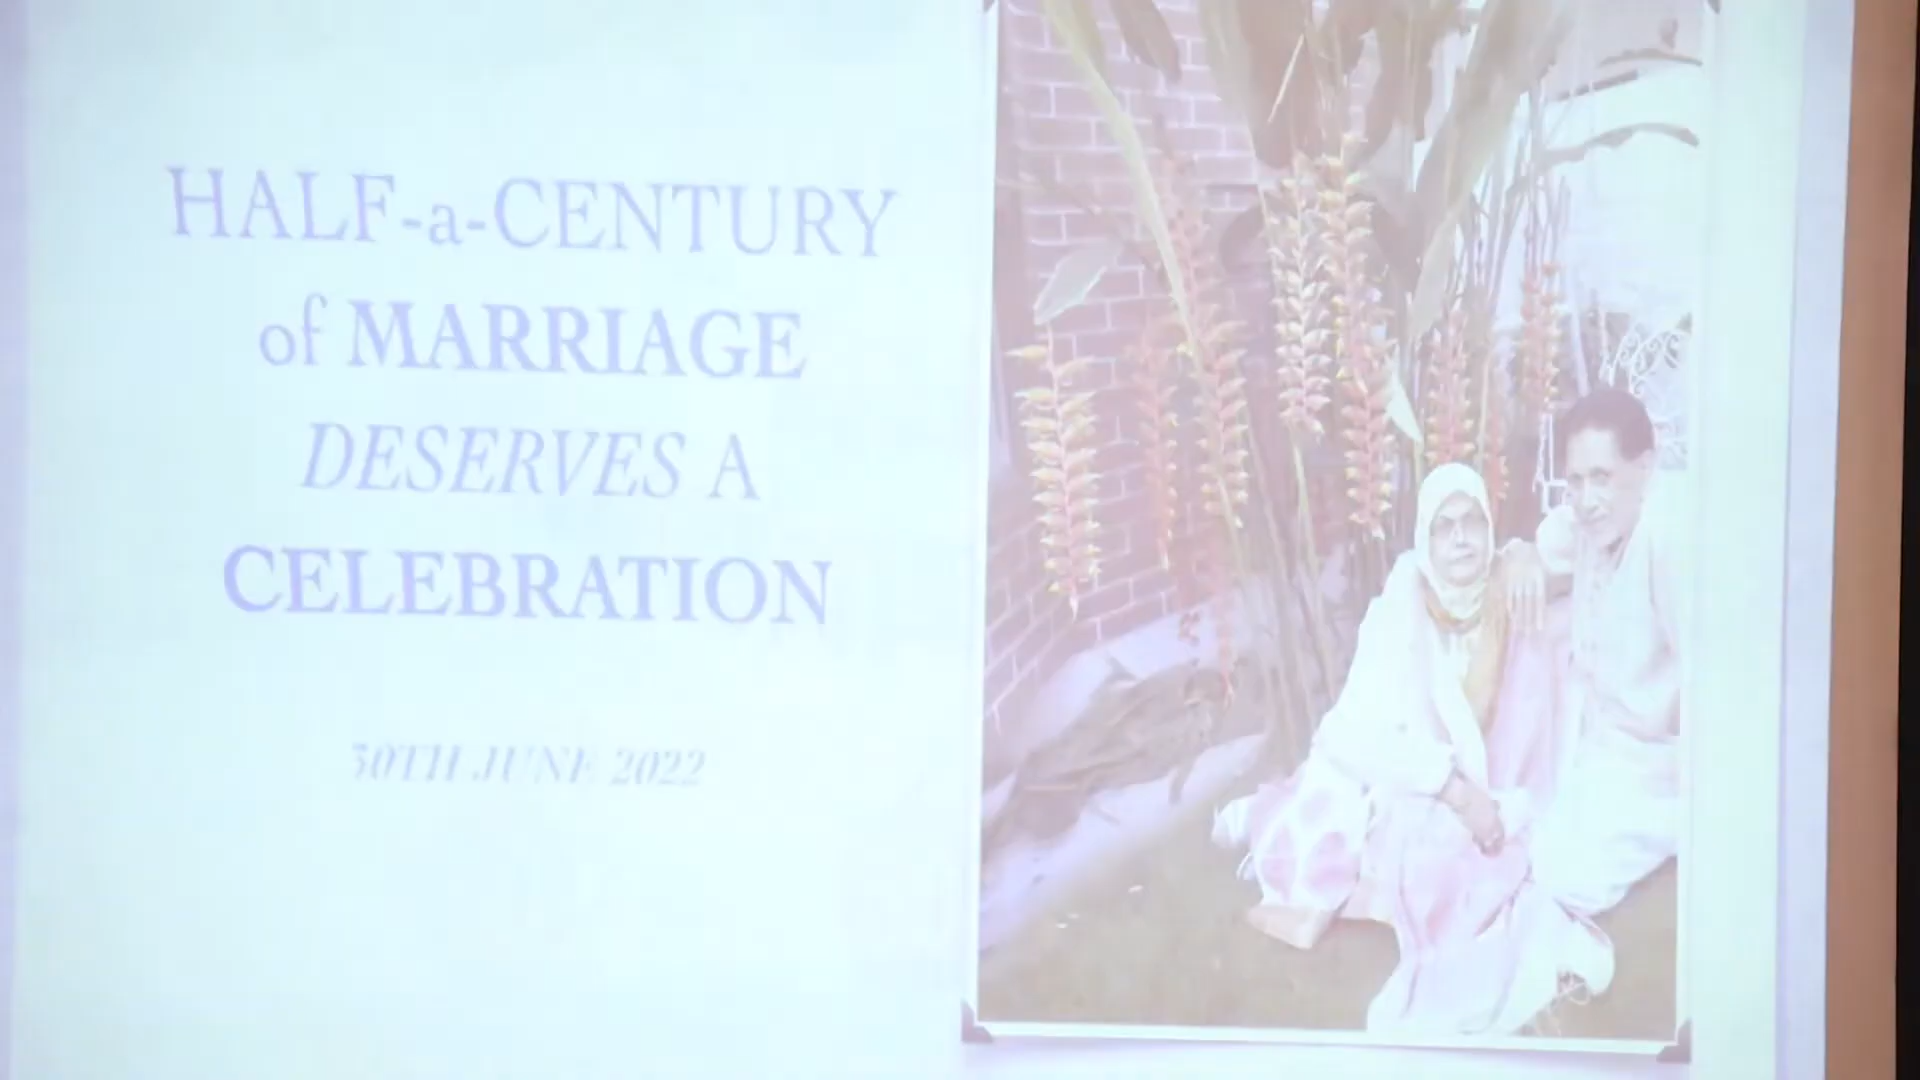 HALF-a-CENTURY
of MARRIAGE
DESERVES A
CELEBRATION
30TH JUNE 2022